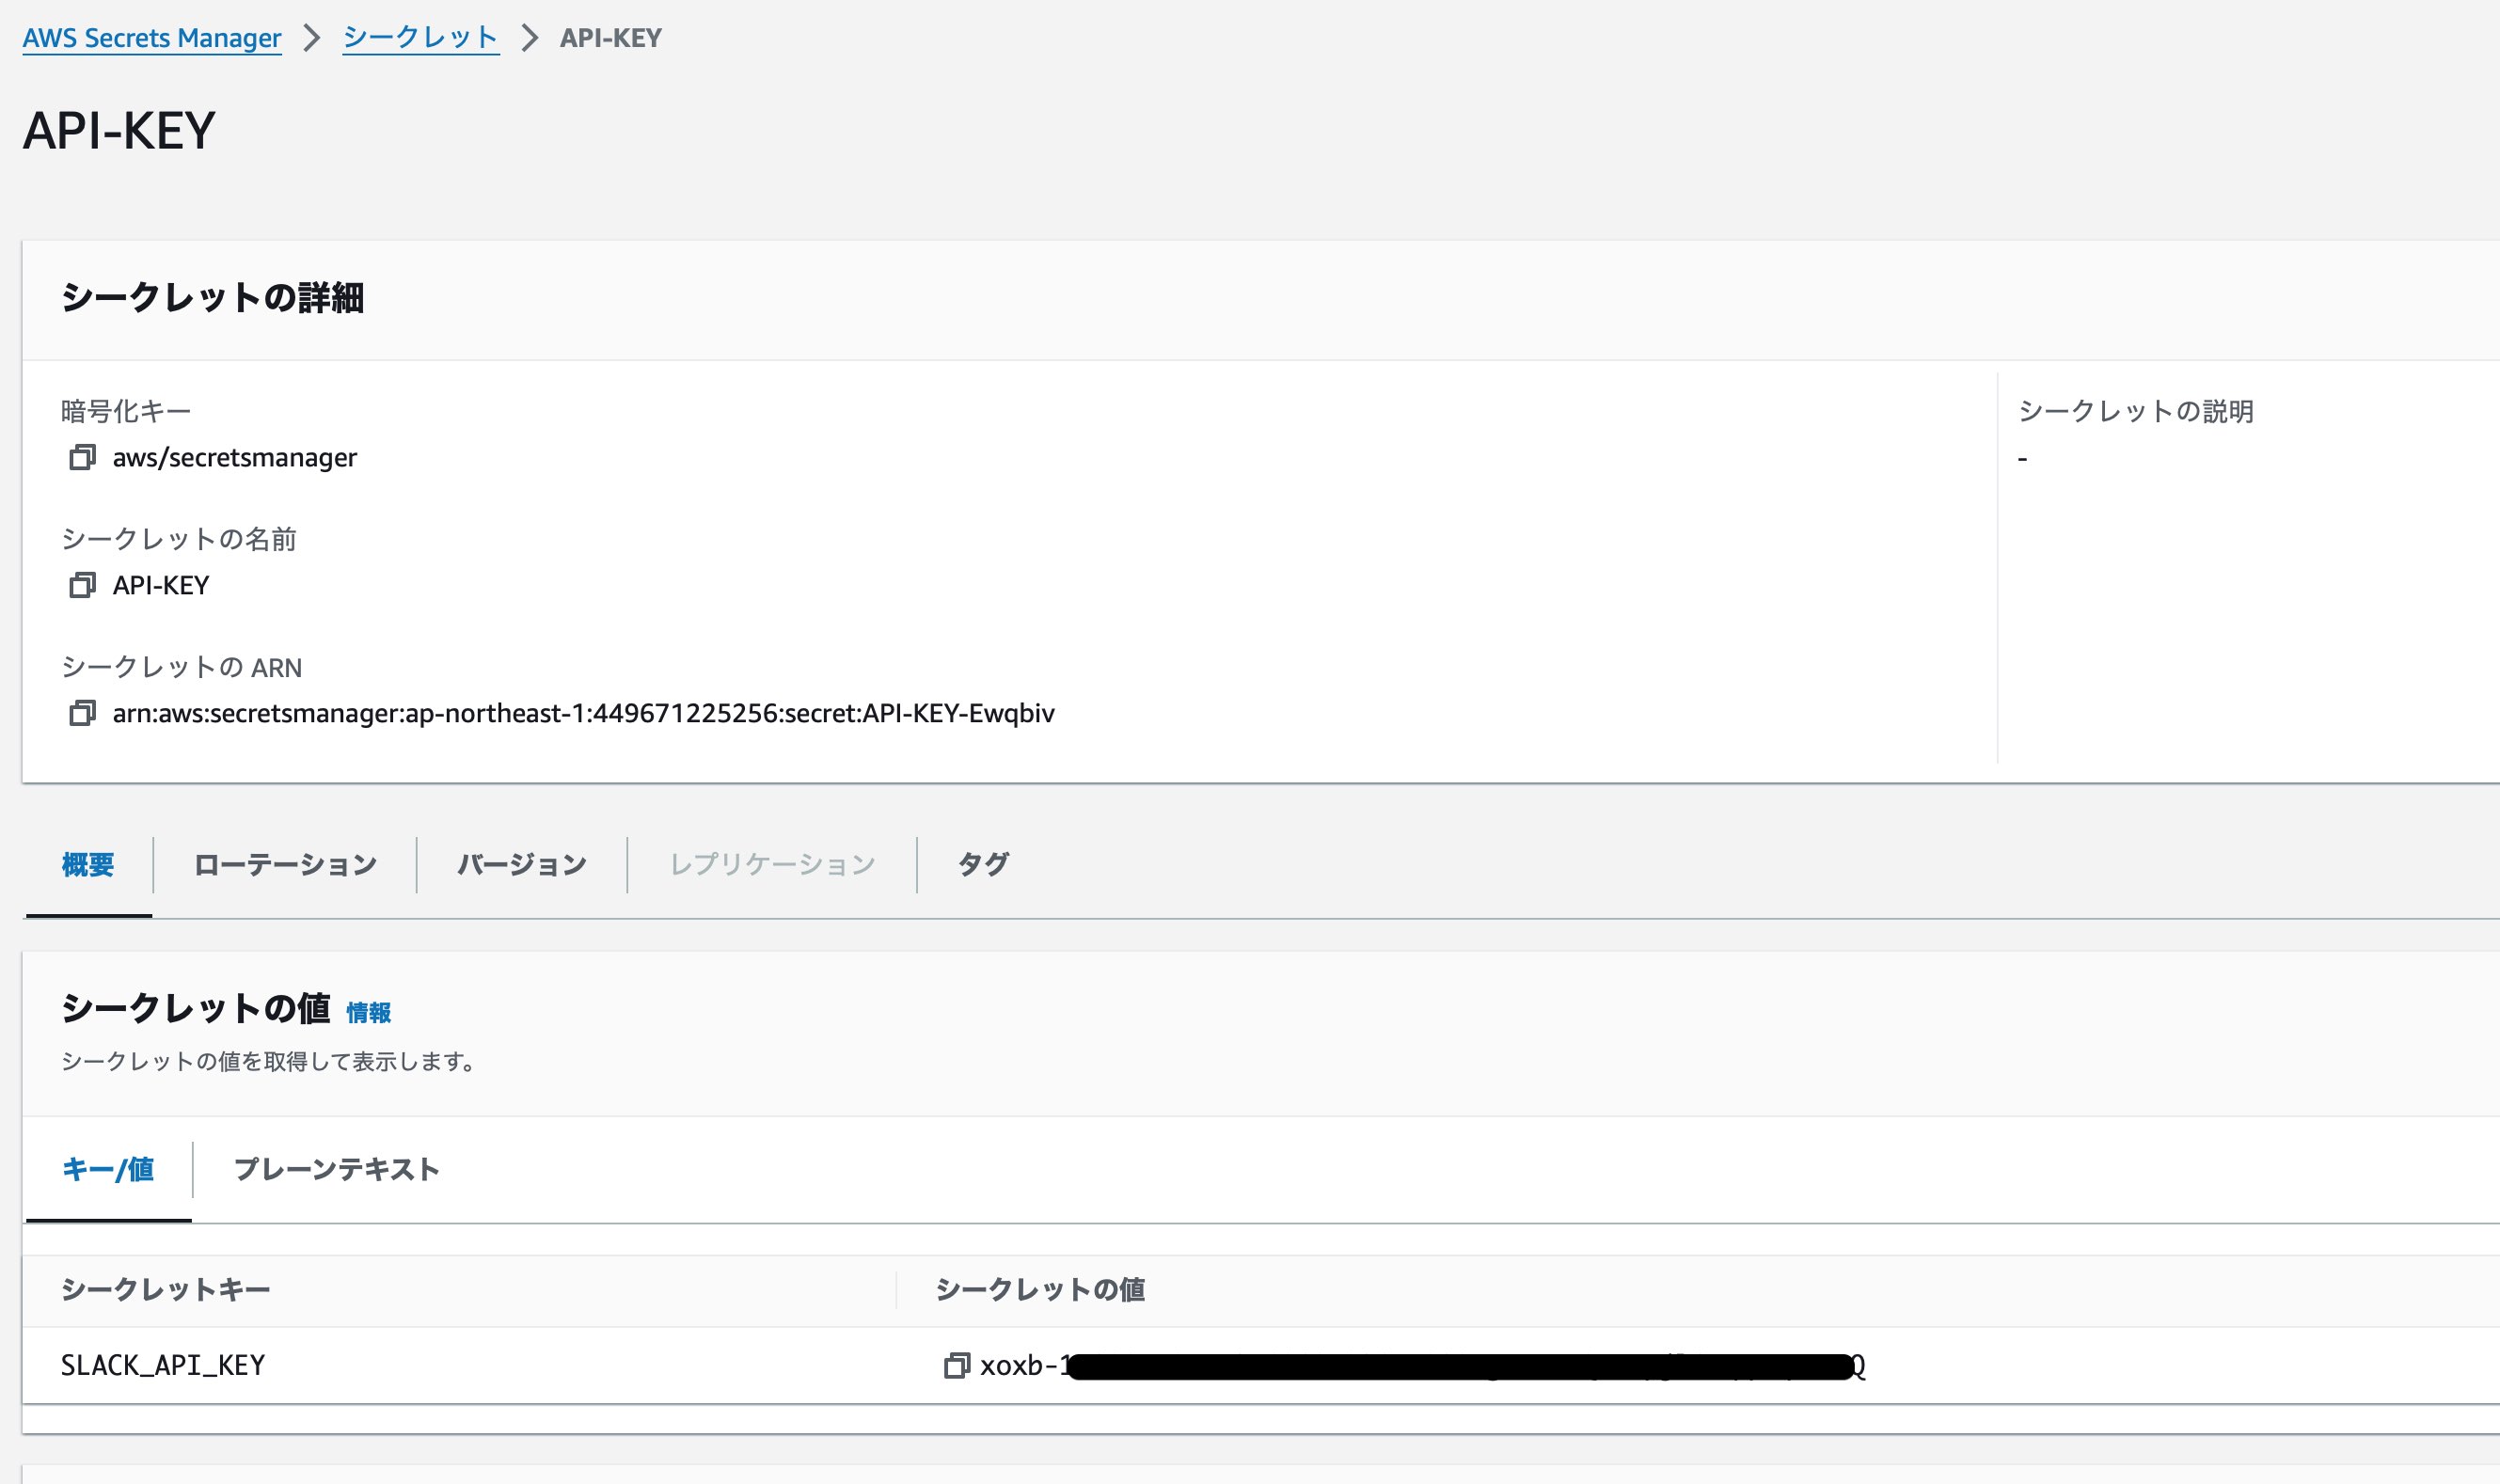 AWS Secrets Manager > シークレット > API-KEY
API-KEY
シークレットの詳細
暗号化キー
aws/secretsmanager
シークレットの説明
-
シークレットの名前
API-KEY
シークレットの ARN
arn:aws:secretsmanager:ap-northeast-1:449671225256:secret:API-KEY-Ewqbiv
概要 ローテーション バージョン レプリケーション タグ
シークレットの値 情報
シークレットの値を取得して表示します。
キー/値 プレーンテキスト
シークレットキー シークレットの値
SLACK_API_KEY xoxb-1 Q